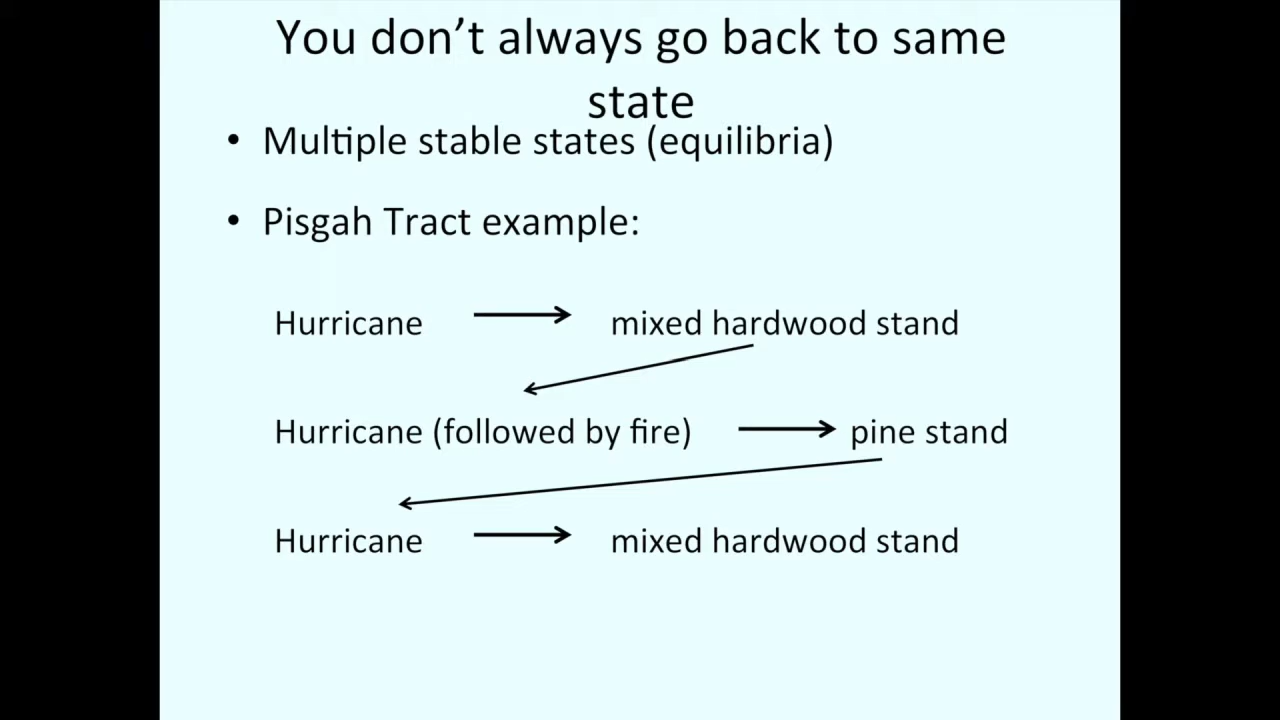 You don’t always go back to same
state
• Multiple stable states (equilibria)
• Pisgah Tract example:
Hurricane → mixed hardwood stand
Hurricane (followed by fire) → pine stand
Hurricane → mixed hardwood stand